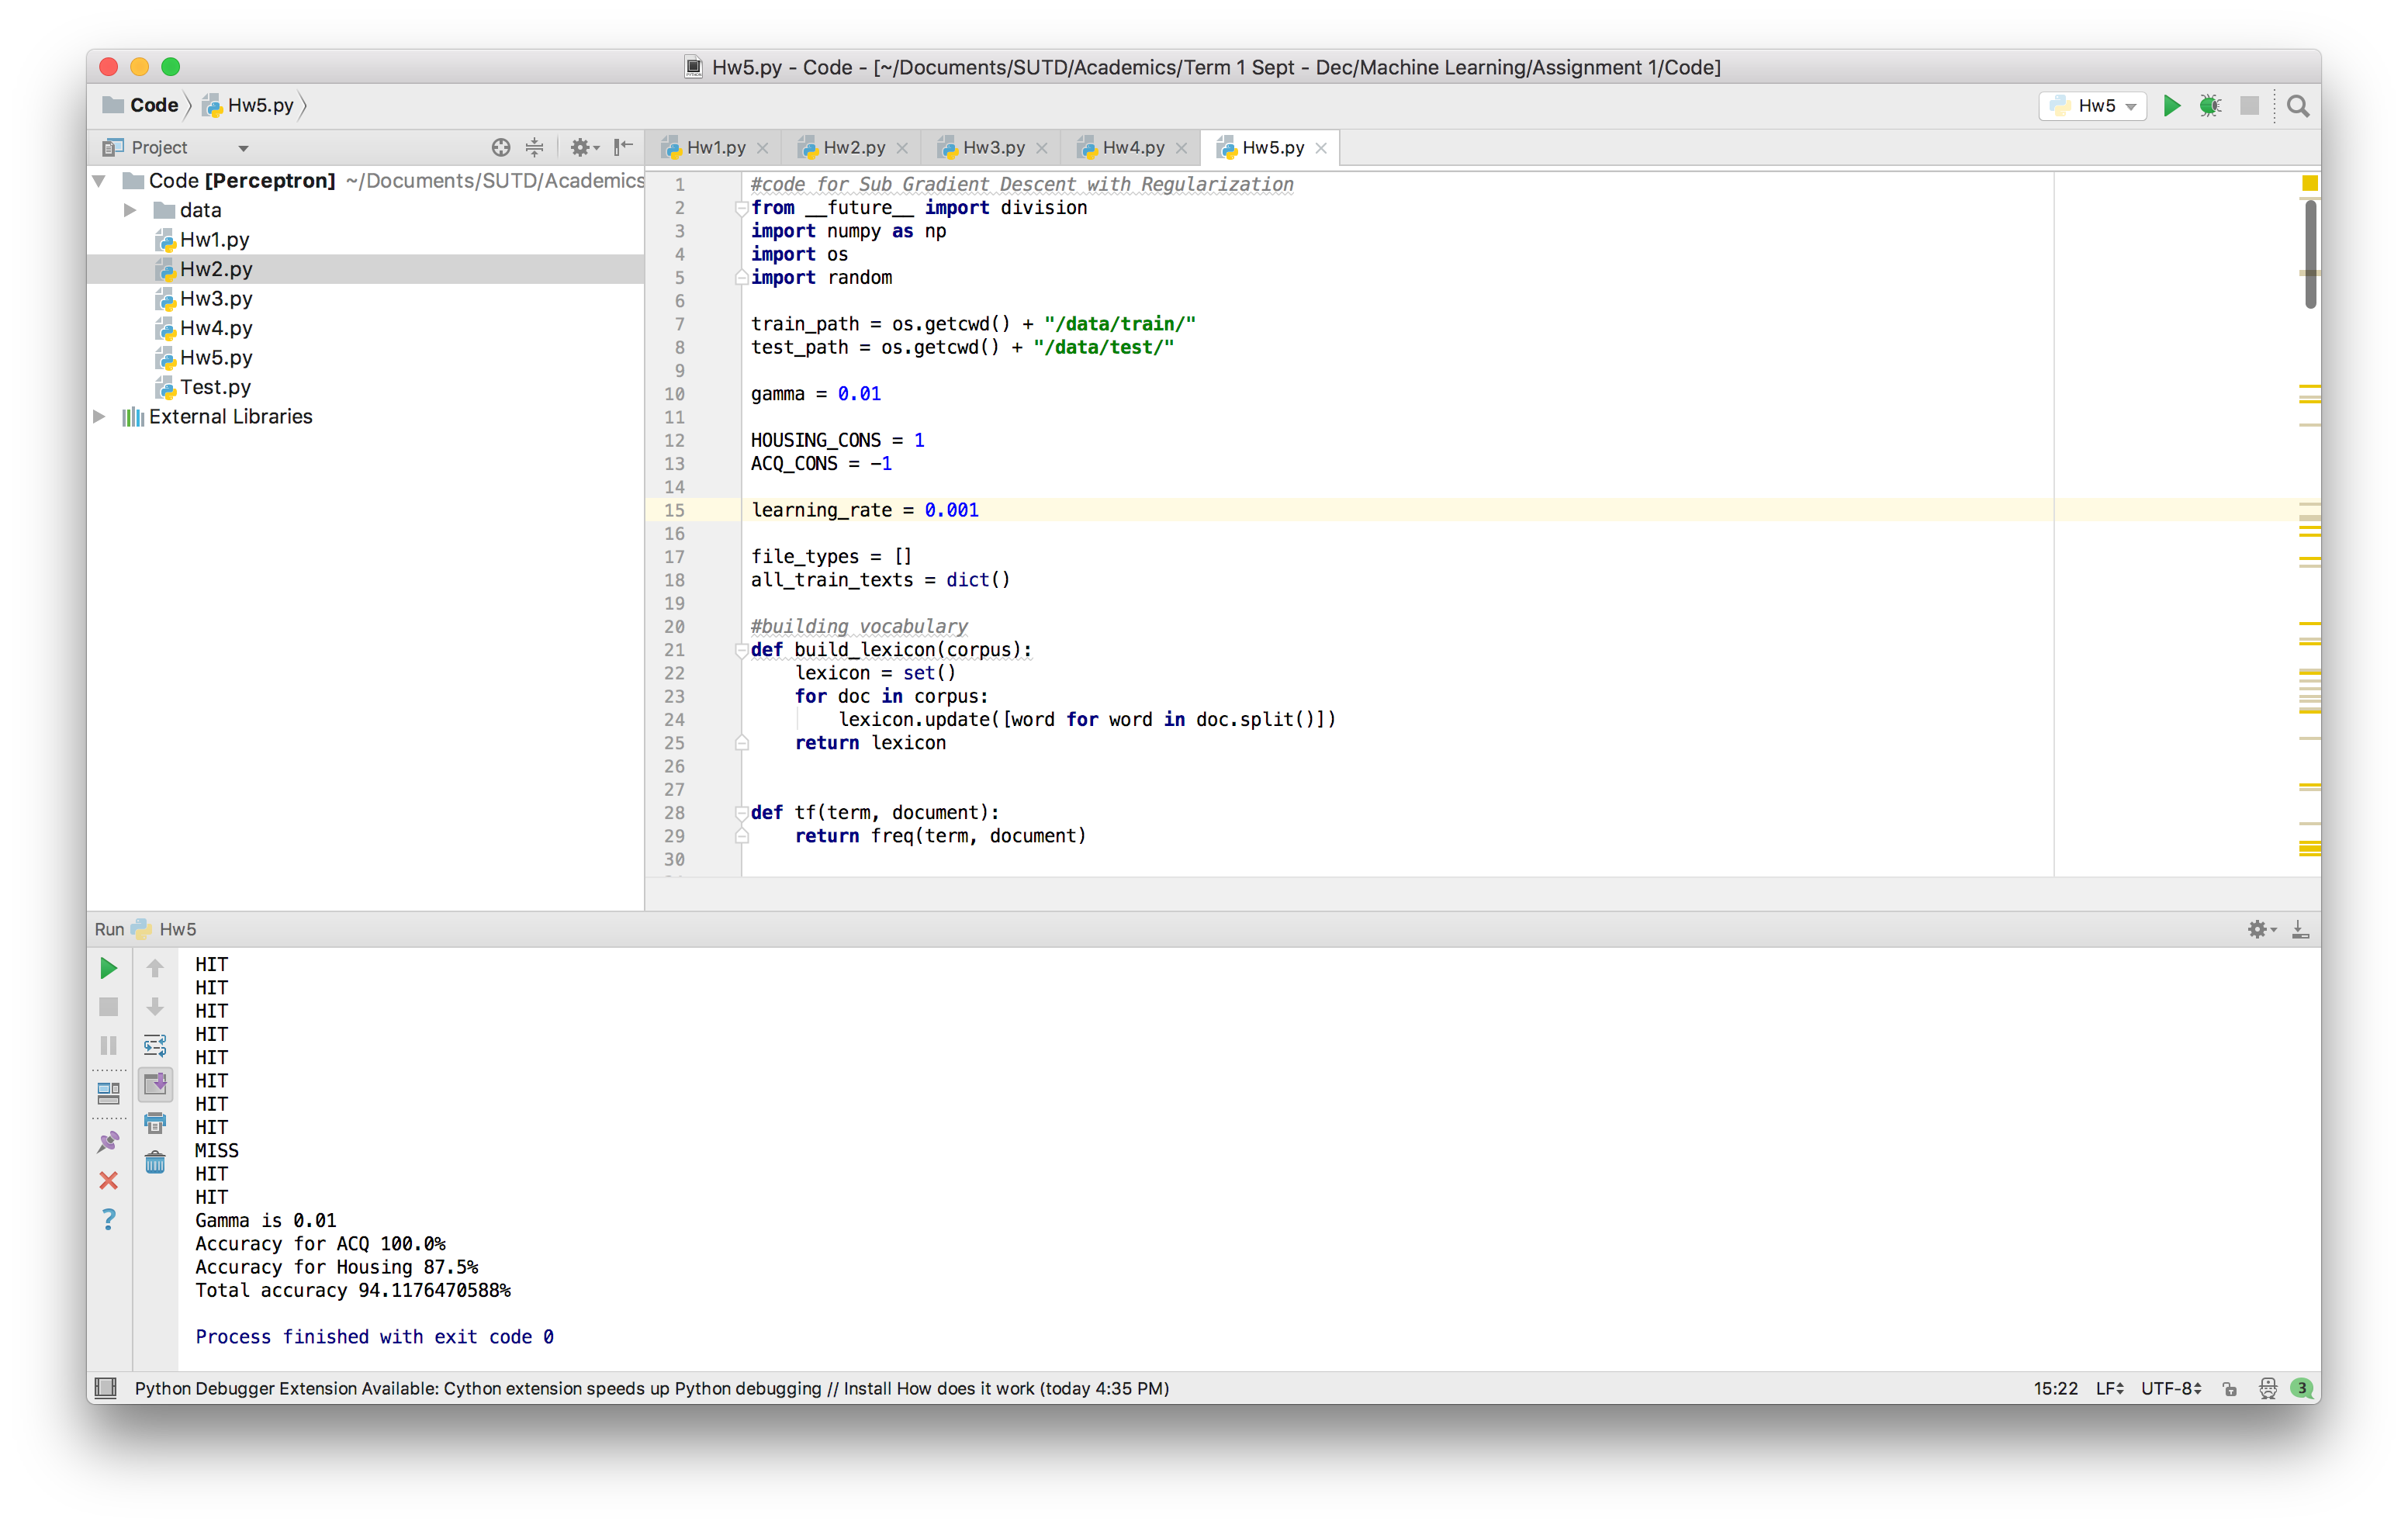 Hw5.py - Code - [~/Documents/SUTD/Academics/Term 1 Sept - Dec/Machine Learning/Assignment 1/Code]
Code Hw5.py
Hw5
Project
Hw1.py Hw2.py Hw3.py Hw4.py Hw5.py
Code [Perceptron] ~/Documents/SUTD/Academics
data
Hw1.py
Hw2.py
Hw3.py
Hw4.py
Hw5.py
Test.py
External Libraries
1 #code for Sub Gradient Descent with Regularization
2 from __future__ import division
3 import numpy as np
4 import os
5 import random
6
7 train_path = os.getcwd() + "/data/train/"
8 test_path = os.getcwd() + "/data/test/"
9
10 gamma = 0.01
11
12 HOUSING_CONS = 1
13 ACQ_CONS = -1
14
15 learning_rate = 0.001
16
17 file_types = []
18 all_train_texts = dict()
19
20 #building vocabulary
21 def build_lexicon(corpus):
22 lexicon = set()
23 for doc in corpus:
24 lexicon.update([word for word in doc.split()])
25 return lexicon
26
27
28 def tf(term, document):
29 return freq(term, document)
30
Run Hw5
HIT
HIT
HIT
HIT
HIT
HIT
HIT
HIT
MISS
HIT
HIT
Gamma is 0.01
Accuracy for ACQ 100.0%
Accuracy for Housing 87.5%
Total accuracy 94.1176470588%
Process finished with exit code 0
Python Debugger Extension Available: Cython extension speeds up Python debugging // Install How does it work (today 4:35 PM)
15:22 LF UTF-8 3